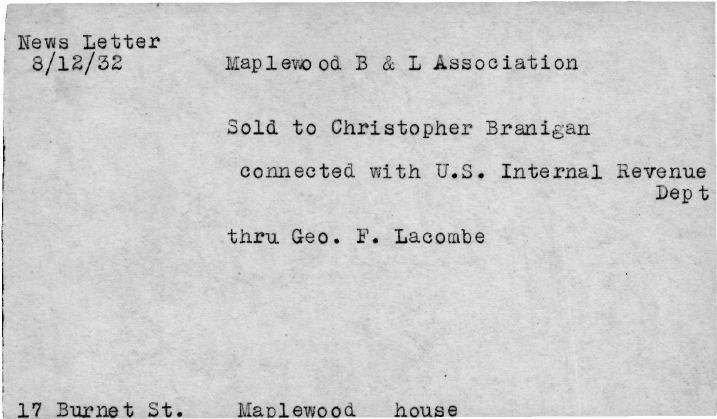 News Letter
8/12/32 Maplewood B & L Association
Sold to Christopher Branigan
connected with U.S. Internal Revenue
Dept
thru Geo. F. Lacombe
17 Burnet St. Maplewood house